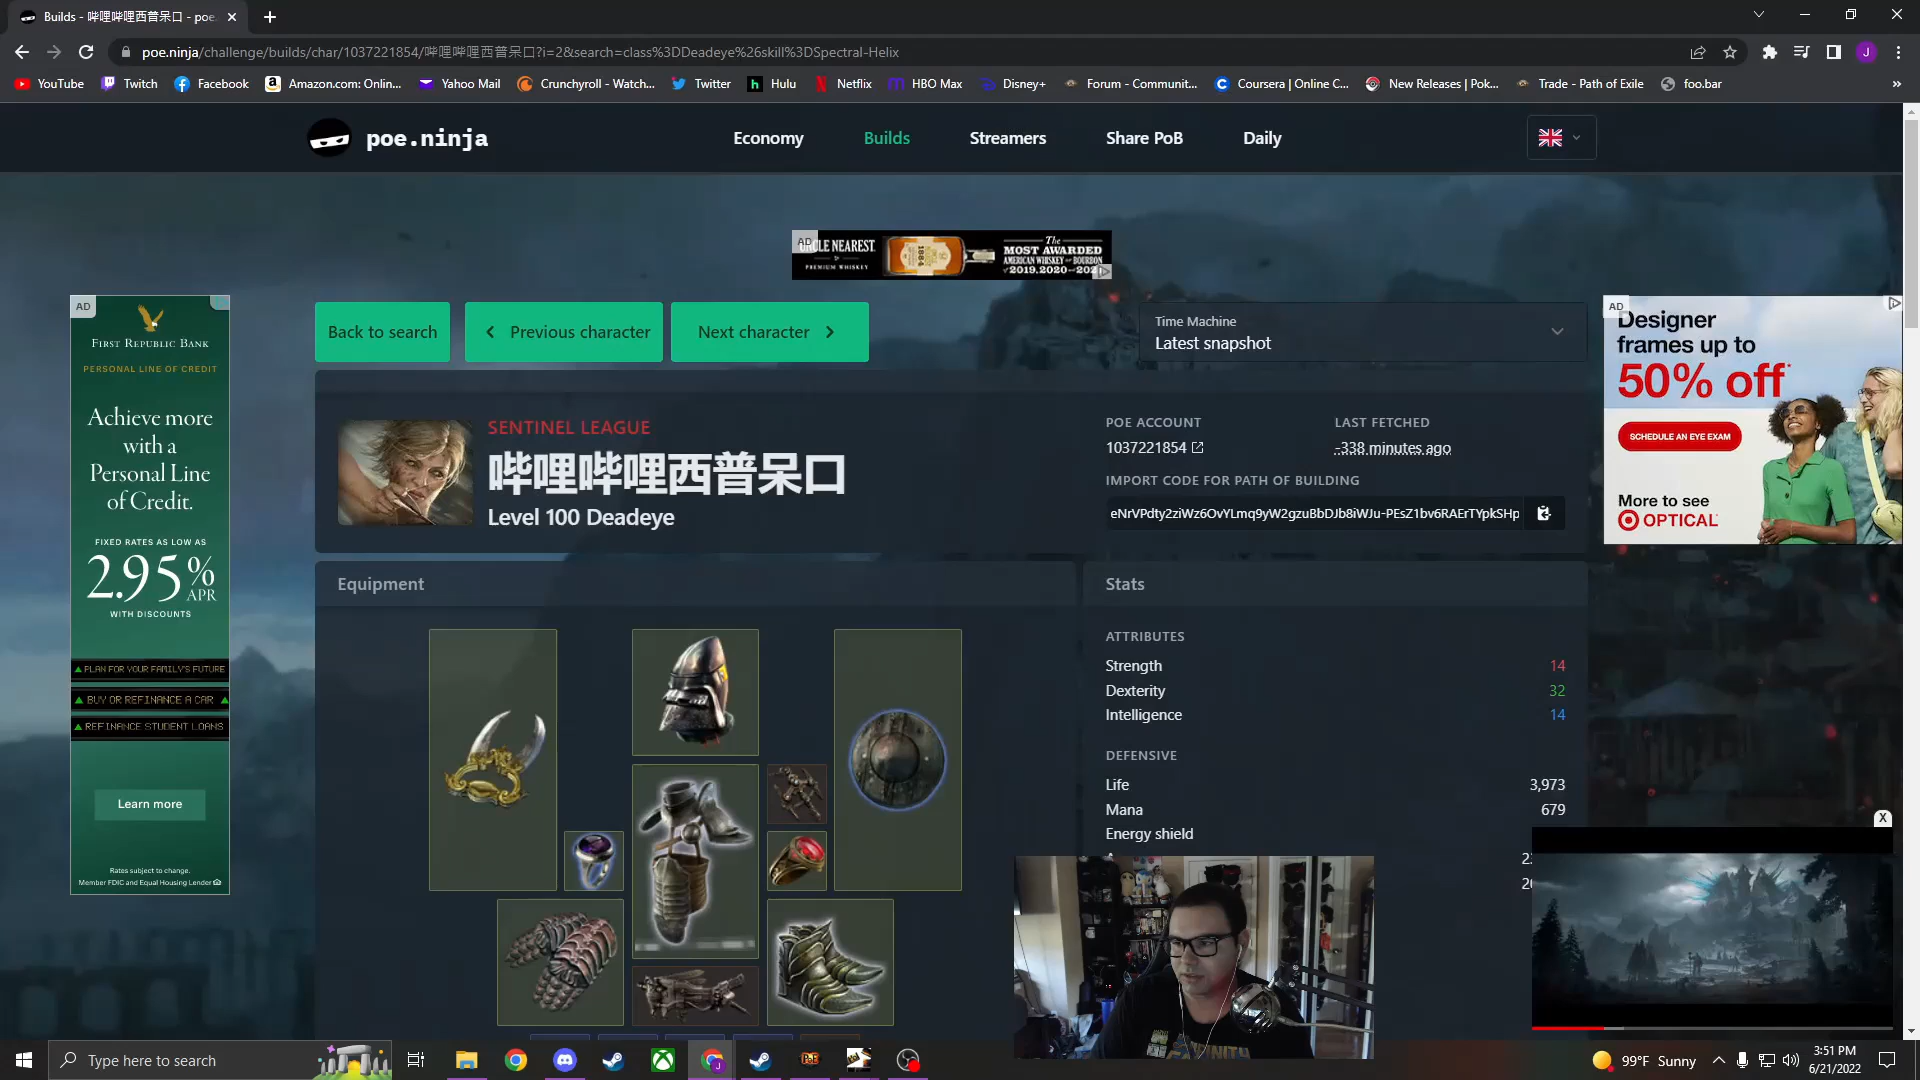 Builds - 哔哩哔哩西普呆口 - poe.
poe.ninja/challenge/builds/char/1037221854/哔哩哔哩西普呆口?i=2&search=class%3DDeadeye%26skill%3DSpectral-Helix
J
YouTube Twitch Facebook Amazon.com: Onlin... Yahoo Mail Crunchyroll - Watch... Twitter Hulu Netflix HBO Max Disney+ Forum - Communit... Coursera | Online C... New Releases | Pok... Trade - Path of Exile foo.bar
poe.ninja
Economy Builds Streamers Share PoB Daily
AD
UNCLE NEAREST
PREMIUM WHISKEY
The
MOST AWARDED
AMERICAN WHISKEY OR BOURBON
AD
FIRST REPUBLIC BANK
PERSONAL LINE OF CREDIT
Achieve more
with a
Personal Line
of Credit.
FIXED RATES AS LOW AS
2.95% APR
WITH DISCOUNTS
PLAN FOR YOUR FAMILY'S FUTURE
BUY OR REFINANCE A CAR
REFINANCE STUDENT LOANS
Learn more
Rates subject to change.
Member FDIC and Equal Housing Lender
Back to search
Previous character
Next character
Time Machine
Latest snapshot
AD
Designer
frames up to
50% off*
SCHEDULE AN EYE EXAM
More to see
OPTICAL
SENTINEL LEAGUE
哔哩哔哩西普呆口
Level 100 Deadeye
POE ACCOUNT
1037221854
LAST FETCHED
-338 minutes ago
IMPORT CODE FOR PATH OF BUILDING
eNrVPdty2ziWz6OvYLmq9yW2gzuBbDJb8iWJu-PEsZ1bv6RAErTYpkSHp
Equipment
Stats
ATTRIBUTES
Strength 14
Dexterity 32
Intelligence 14
DEFENSIVE
Life 3,973
Mana 679
Energy shield
X
Type here to search
99°F Sunny
3:51 PM
6/21/2022